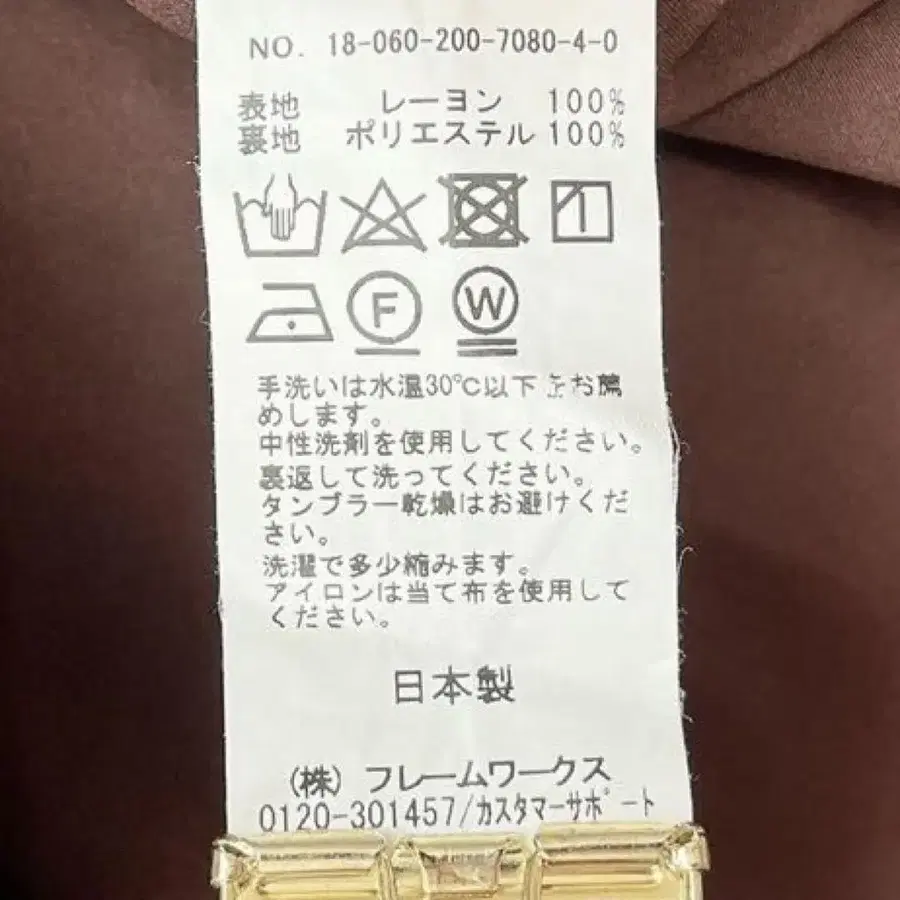 NO. 18-060-200-7080-4-0
表地 レーヨン 100%
裏地 ポリエステル 100%
F W
手洗いは水温30℃以下をお薦
めします。
中性洗剤を使用してください。
裏返して洗ってください。
タンブラー乾燥はお避けくだ
さい。
洗濯で多少縮みます。
アイロンは当て布を使用して
ください。
日本製
(株) フレームワークス
0120-301457/カスタマーサポート